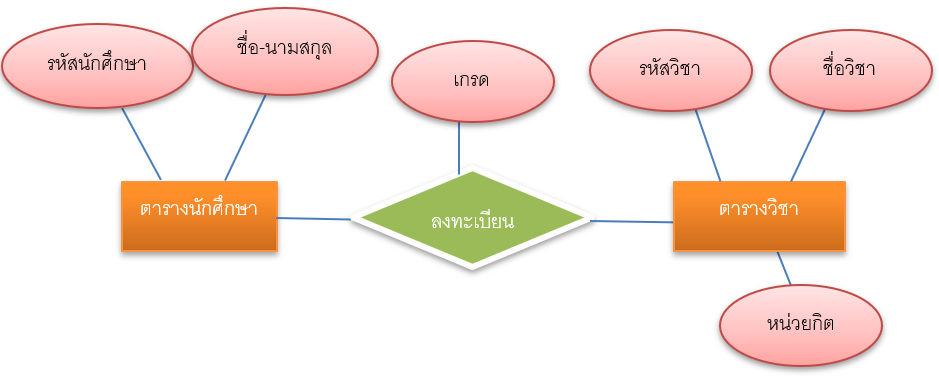 รหัสนักศึกษา
ชื่อ-นามสกุล
เกรด
รหัสวิชา
ชื่อวิชา
ตารางนักศึกษา
ลงทะเบียน
ตารางวิชา
หน่วยกิต